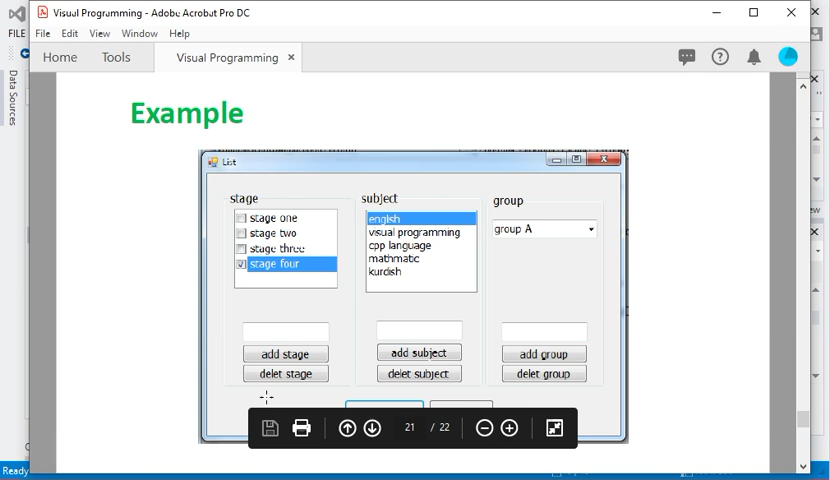 Visual Programming - Adobe Acrobat Pro DC
FILE
File Edit View Window Help
Home Tools Visual Programming
Data Sources
Example
List
stage subject group
stage one
stage two
stage three
stage four
english
visual programming
cpp language
mathmatic
kurdish
group A
add stage add subject add group
delet stage delet subject delet group
21 / 22
Ready